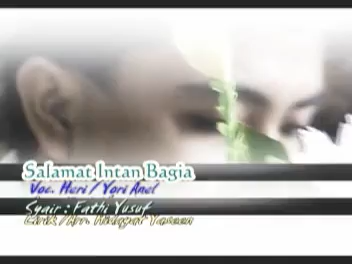 Salamat Intan Bagia
Voc. Heri / Yori Anel
Syair : Fathi Yusuf